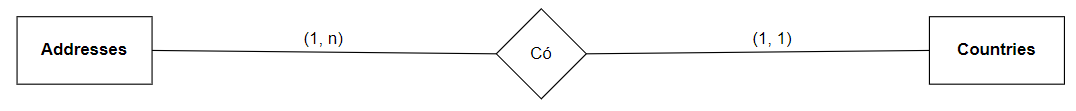 Addresses
(1, n)
Có
(1, 1)
Countries